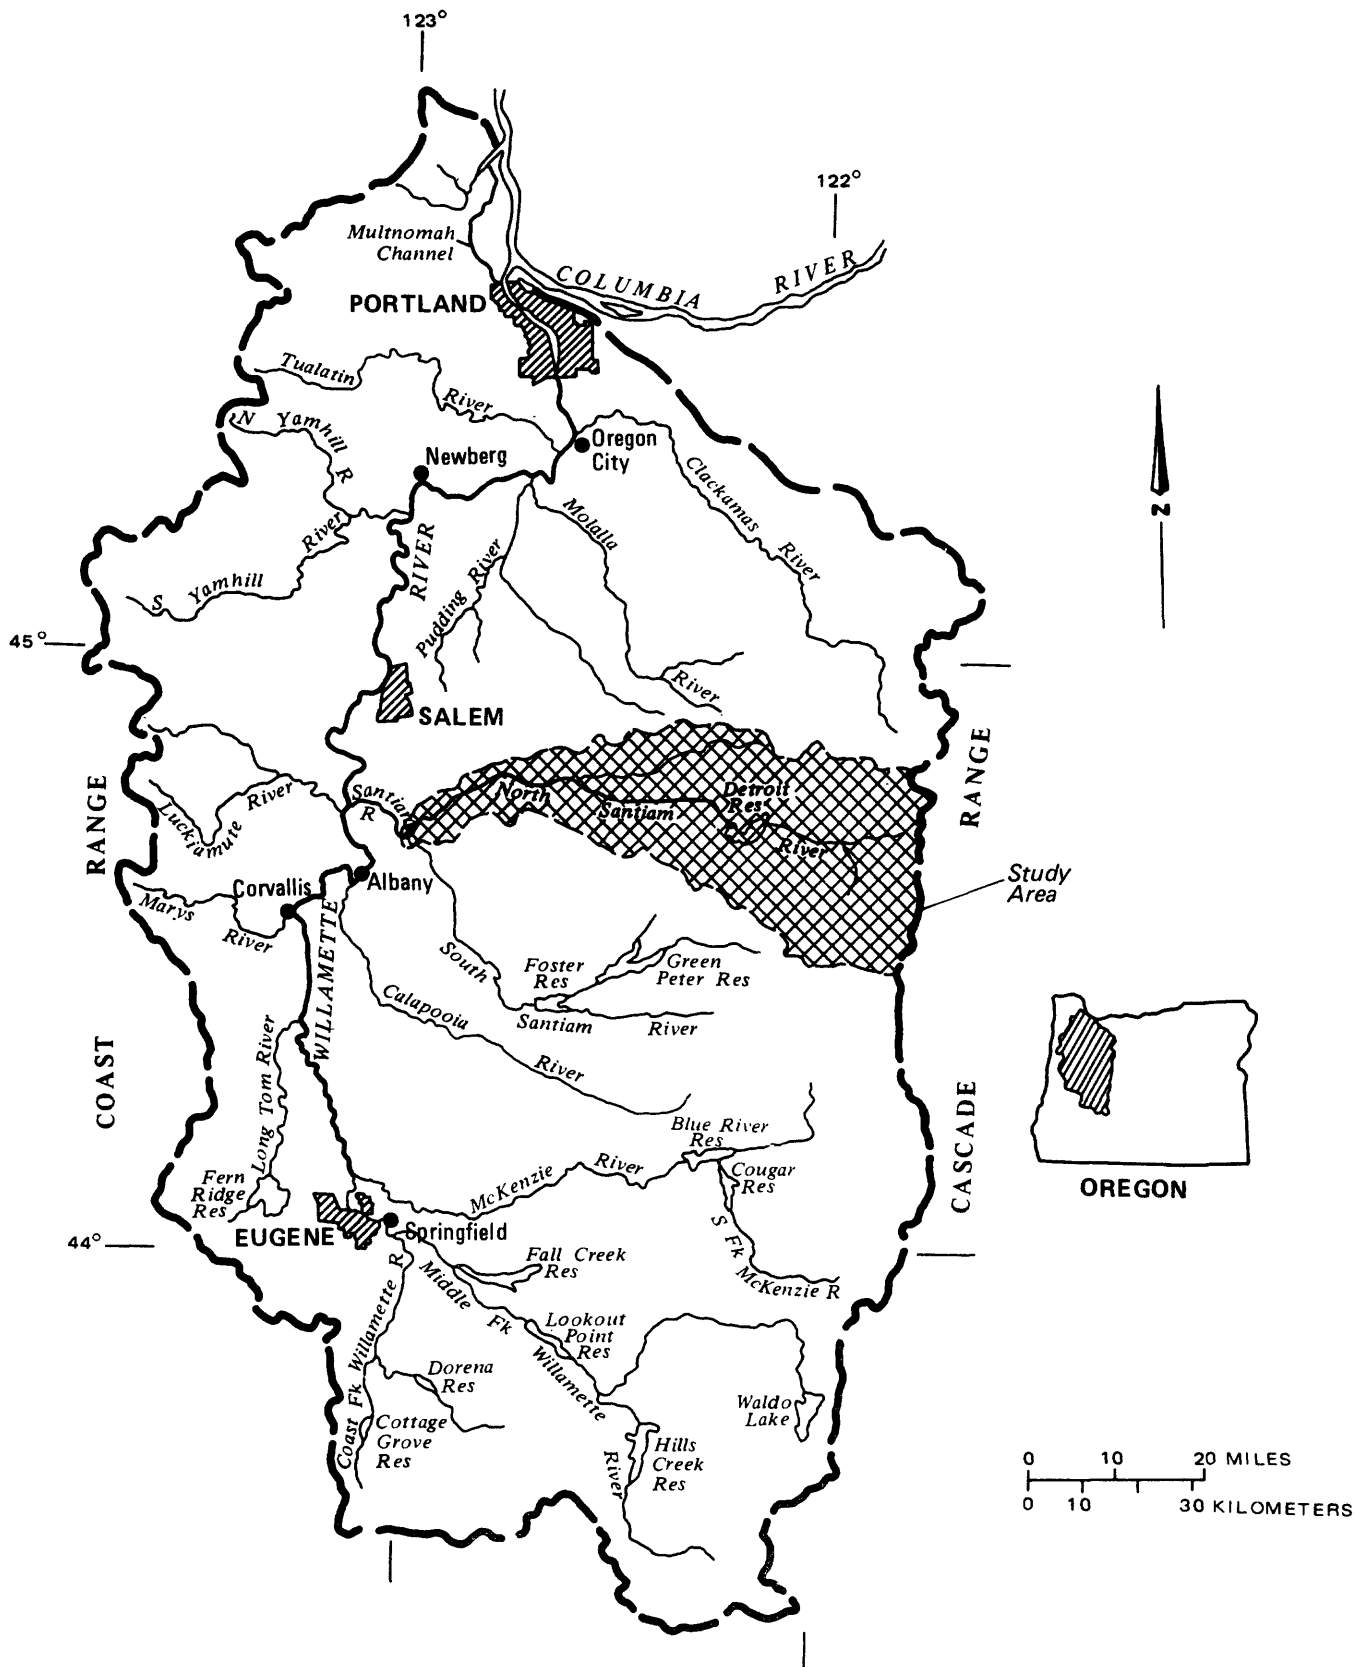 123°
122°
Multnomah
Channel
COLUMBIA RIVER
PORTLAND
Tualatin River
N Yamhill R
Oregon
City
Newberg
Clackamas River
Molalla River
RIVER
Pudding River
S Yamhill River
N
45°
SALEM
RANGE
RANGE
Santiam
R
North Santiam River
Detroit
Res
Luckiamute River
Study
Area
Albany
Corvallis
Marys River
WILLAMETTE
South Santiam River
Foster
Res
Green
Peter Res
Calapooia River
Long Tom River
COAST
CASCADE
OREGON
Blue River
Res
Cougar
Res
McKenzie River
S Fk McKenzie R
Fern
Ridge
Res
EUGENE
Springfield
44°
Fall Creek
Res
Middle Fk Willamette River
Lookout
Point
Res
Coast Fk Willamette R
Dorena
Res
Cottage
Grove
Res
Waldo
Lake
Hills
Creek
Res
0 10 20 MILES
0 10 30 KILOMETERS